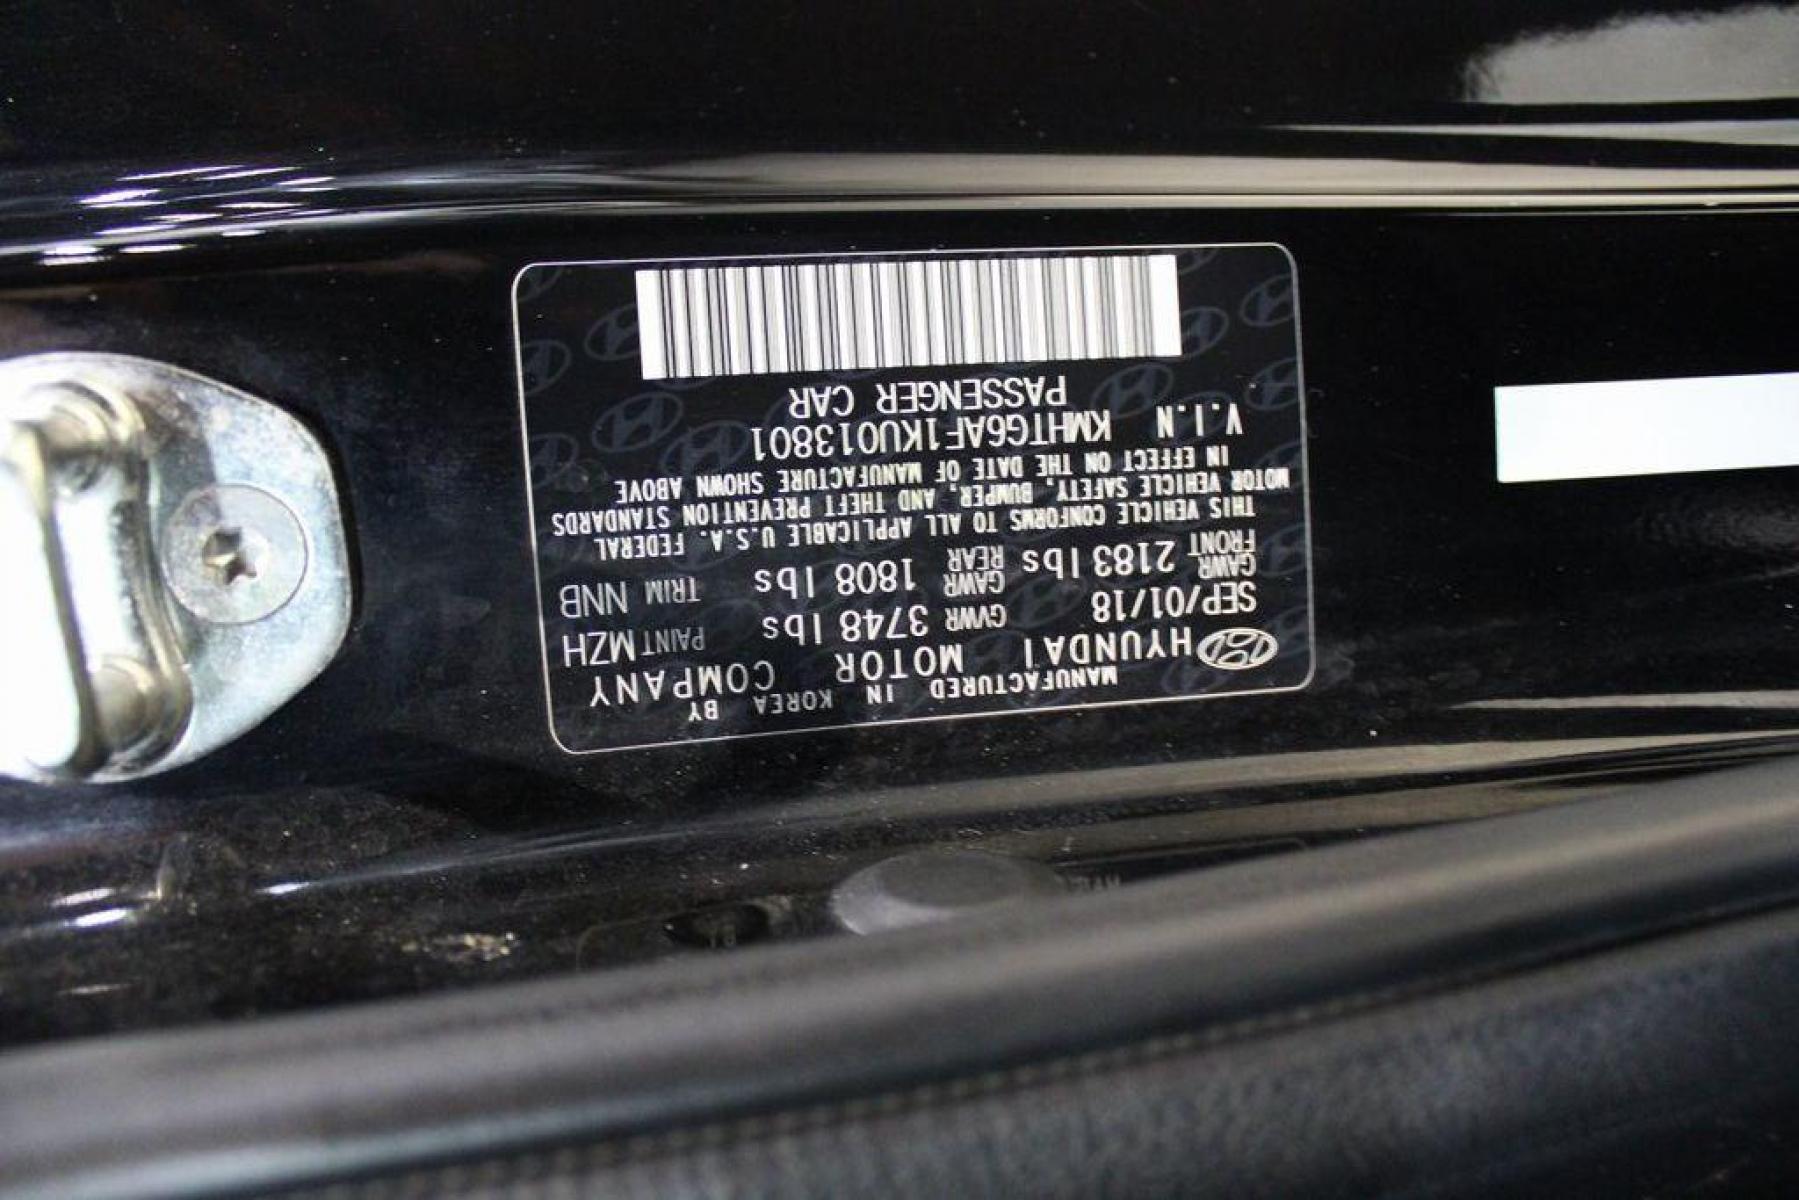 MANUFACTURED IN KOREA BY
HYUNDAI MOTOR COMPANY
SEP/01/18 GVWR 3748 lbs PAINT MZH
GAWR FRONT 2183 lbs GAWR REAR 1808 lbs TRIM NNB
THIS VEHICLE CONFORMS TO ALL APPLICABLE U.S.A. FEDERAL
MOTOR VEHICLE SAFETY, BUMPER, AND THEFT PREVENTION STANDARDS
IN EFFECT ON THE DATE OF MANUFACTURE SHOWN ABOVE
V.I.N KMHTG6AF1KU013801
PASSENGER CAR